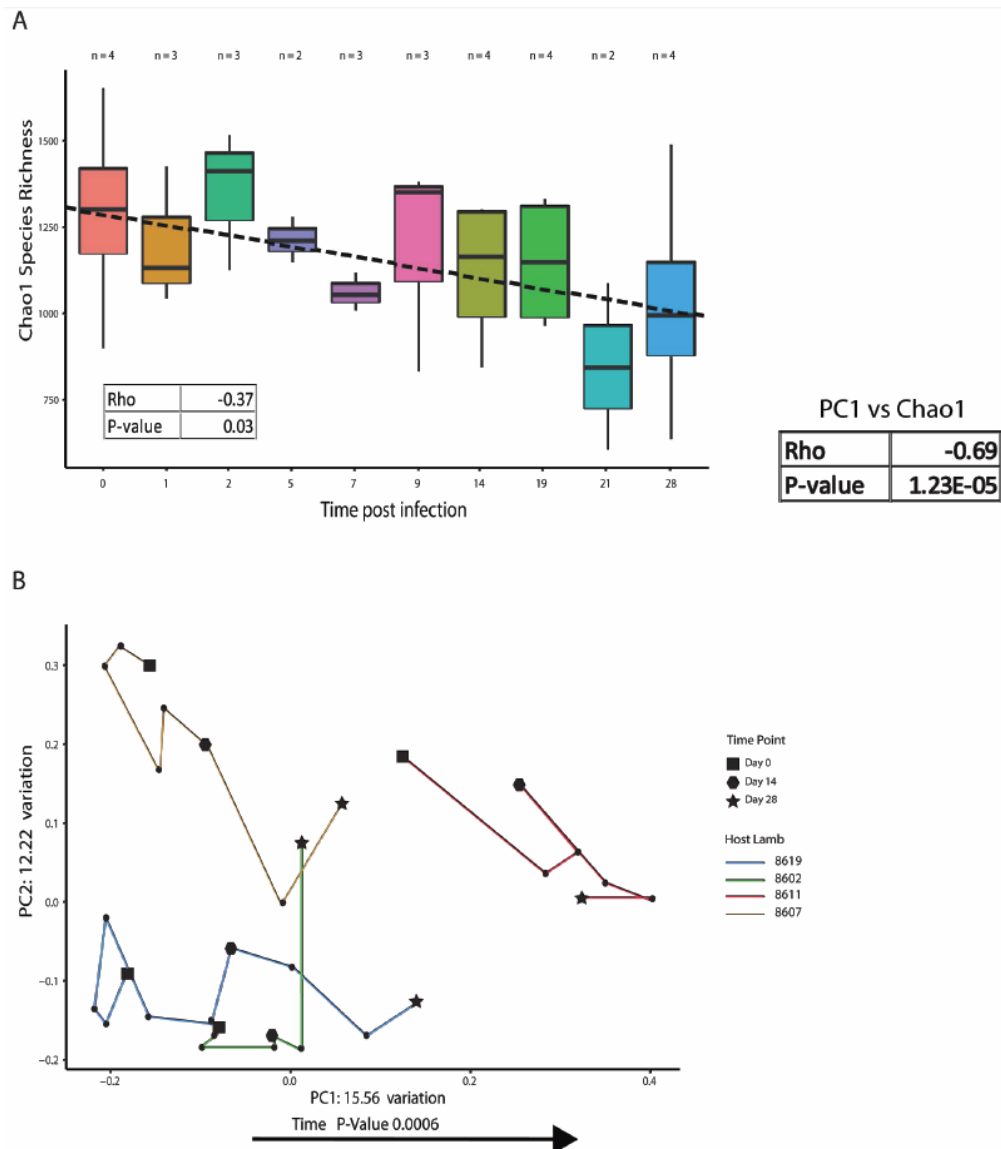 A
n = 4 n = 3 n = 3 n = 2 n = 3 n = 3 n = 4 n = 4 n = 2 n = 4
Chao1 Species Richness
1500
1250
1000
750
Rho -0.37
P-value 0.03
0 1 2 5 7 9 14 19 21 28
Time post infection
PC1 vs Chao1
Rho -0.69
P-value 1.23E-05
B
PC2: 12.22 variation
0.3
0.2
0.1
0.0
−0.1
−0.2
−0.2 0.0 0.2 0.4
PC1: 15.56 variation
Time P-Value 0.0006
Time Point
Day 0
Day 14
Day 28
Host Lamb
8619
8602
8611
8607